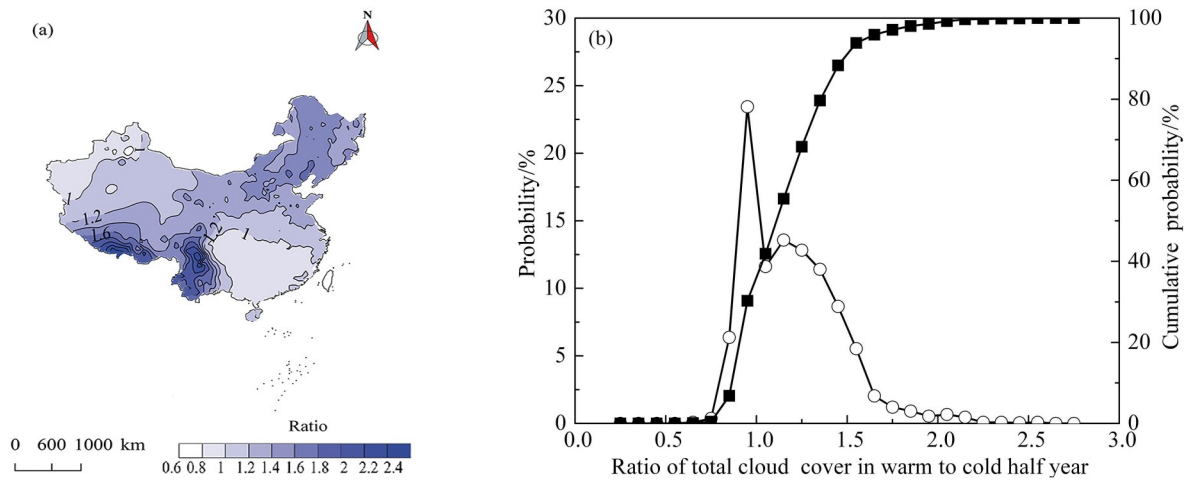 (a)
N
1
1
1.2
1.6
1.2
1
0 600 1000 km
Ratio
0.6 0.8 1 1.2 1.4 1.6 1.8 2 2.2 2.4
(b)
30
25
20
15
10
5
0
Probability/%
100
80
60
40
20
0
Cumulative probability/%
0.0 0.5 1.0 1.5 2.0 2.5 3.0
Ratio of total cloud cover in warm to cold half year